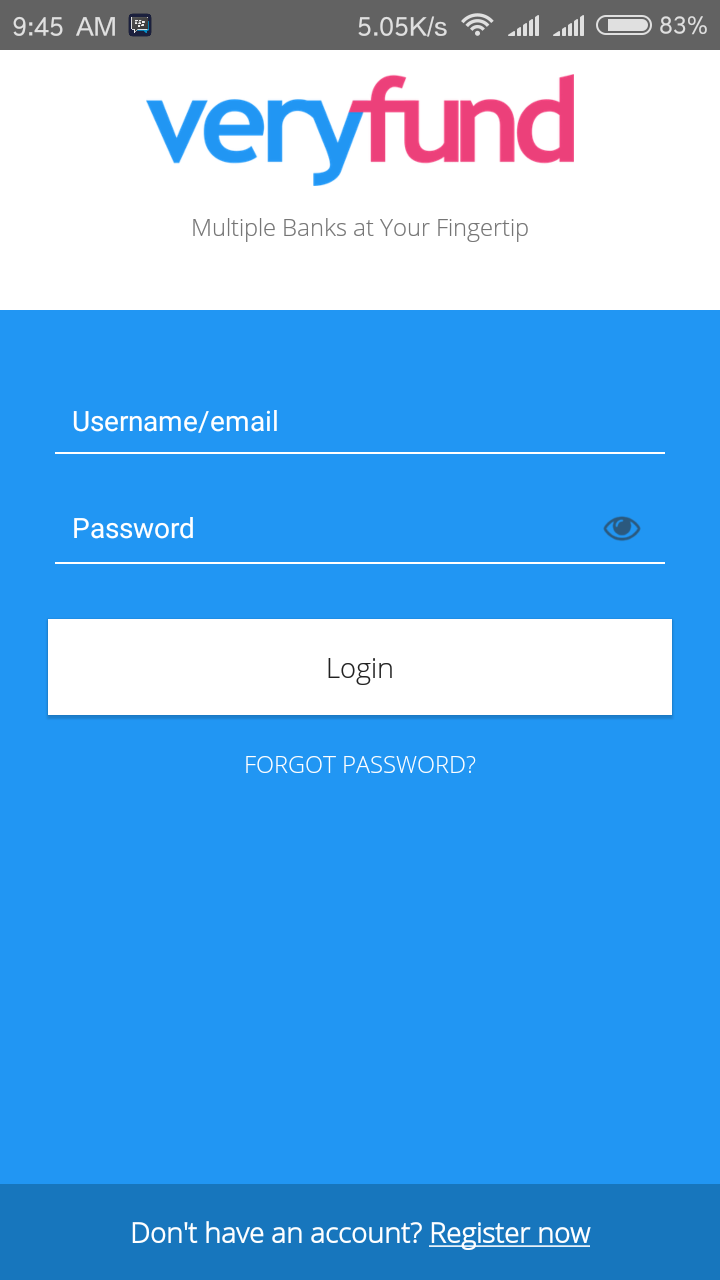 9:45 AM 5.05K/s 83%
veryfund
Multiple Banks at Your Fingertip
Username/email
Password
Login
FORGOT PASSWORD?
Don't have an account? Register now